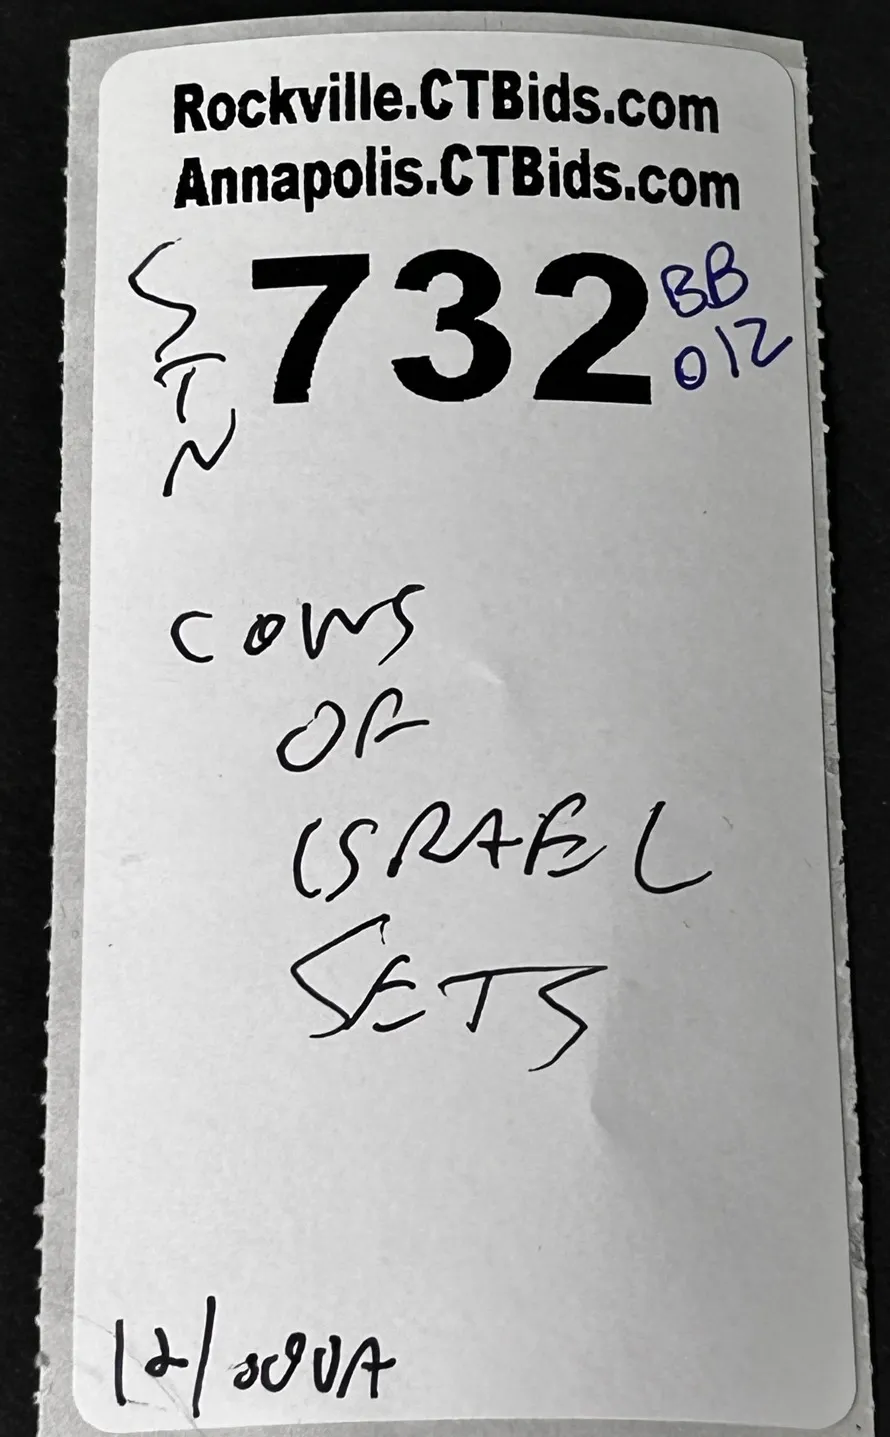 Rockville.CTBids.com
Annapolis.CTBids.com
STN
732
BB
012
COWS
OF
ISRAEL
SETS